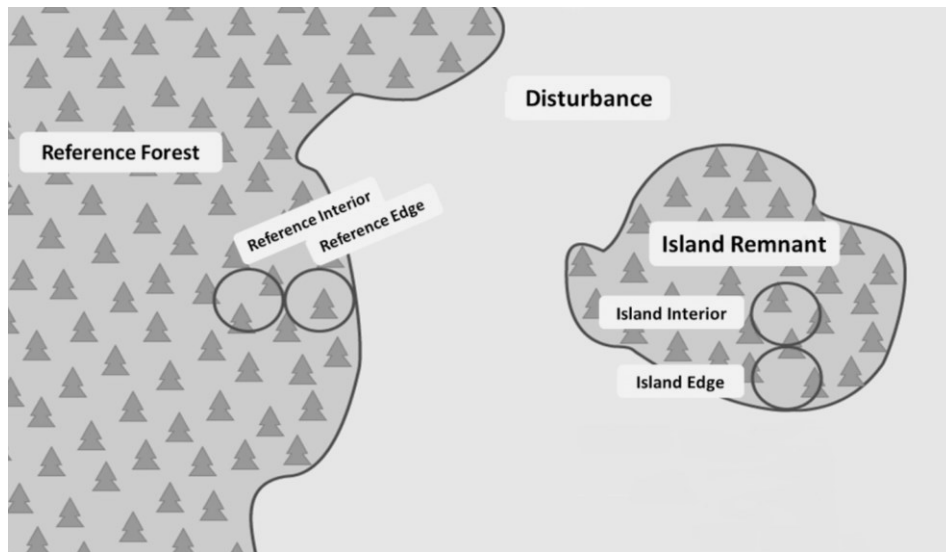 Disturbance
Reference Forest
Reference Interior
Reference Edge
Island Remnant
Island Interior
Island Edge